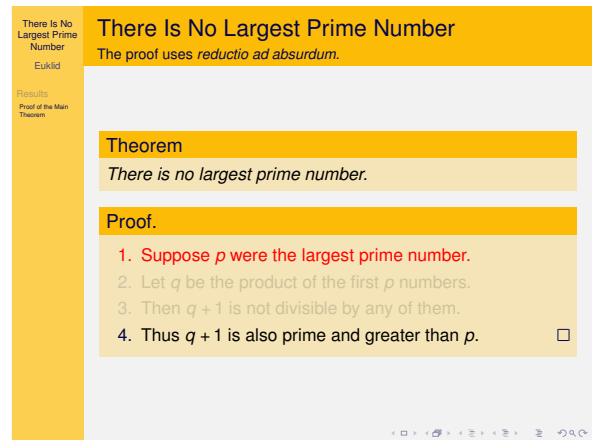 There Is No
Largest Prime
Number
Euklid
Results
Proof of the Main
Theorem
There Is No Largest Prime Number
The proof uses reductio ad absurdum.
Theorem
There is no largest prime number.
Proof.
1. Suppose p were the largest prime number.
2. Let q be the product of the first p numbers.
3. Then q + 1 is not divisible by any of them.
4. Thus q + 1 is also prime and greater than p. □